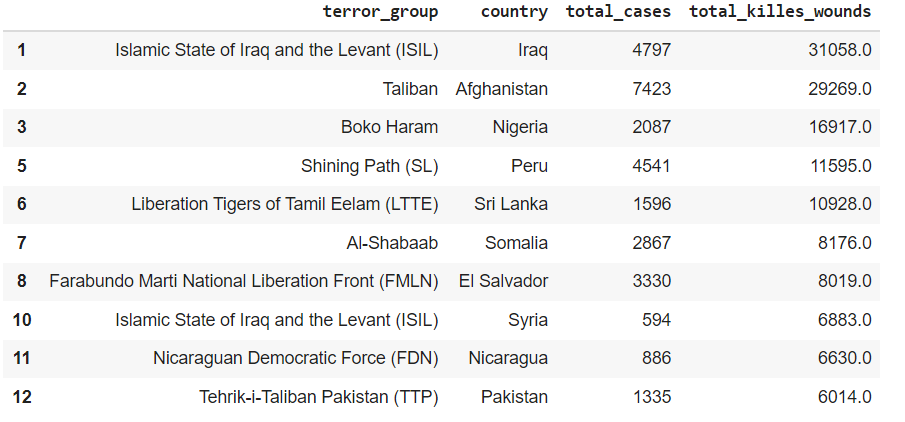 terror_group country total_cases total_killes_wounds
1 Islamic State of Iraq and the Levant (ISIL) Iraq 4797 31058.0
2 Taliban Afghanistan 7423 29269.0
3 Boko Haram Nigeria 2087 16917.0
5 Shining Path (SL) Peru 4541 11595.0
6 Liberation Tigers of Tamil Eelam (LTTE) Sri Lanka 1596 10928.0
7 Al-Shabaab Somalia 2867 8176.0
8 Farabundo Marti National Liberation Front (FMLN) El Salvador 3330 8019.0
10 Islamic State of Iraq and the Levant (ISIL) Syria 594 6883.0
11 Nicaraguan Democratic Force (FDN) Nicaragua 886 6630.0
12 Tehrik-i-Taliban Pakistan (TTP) Pakistan 1335 6014.0